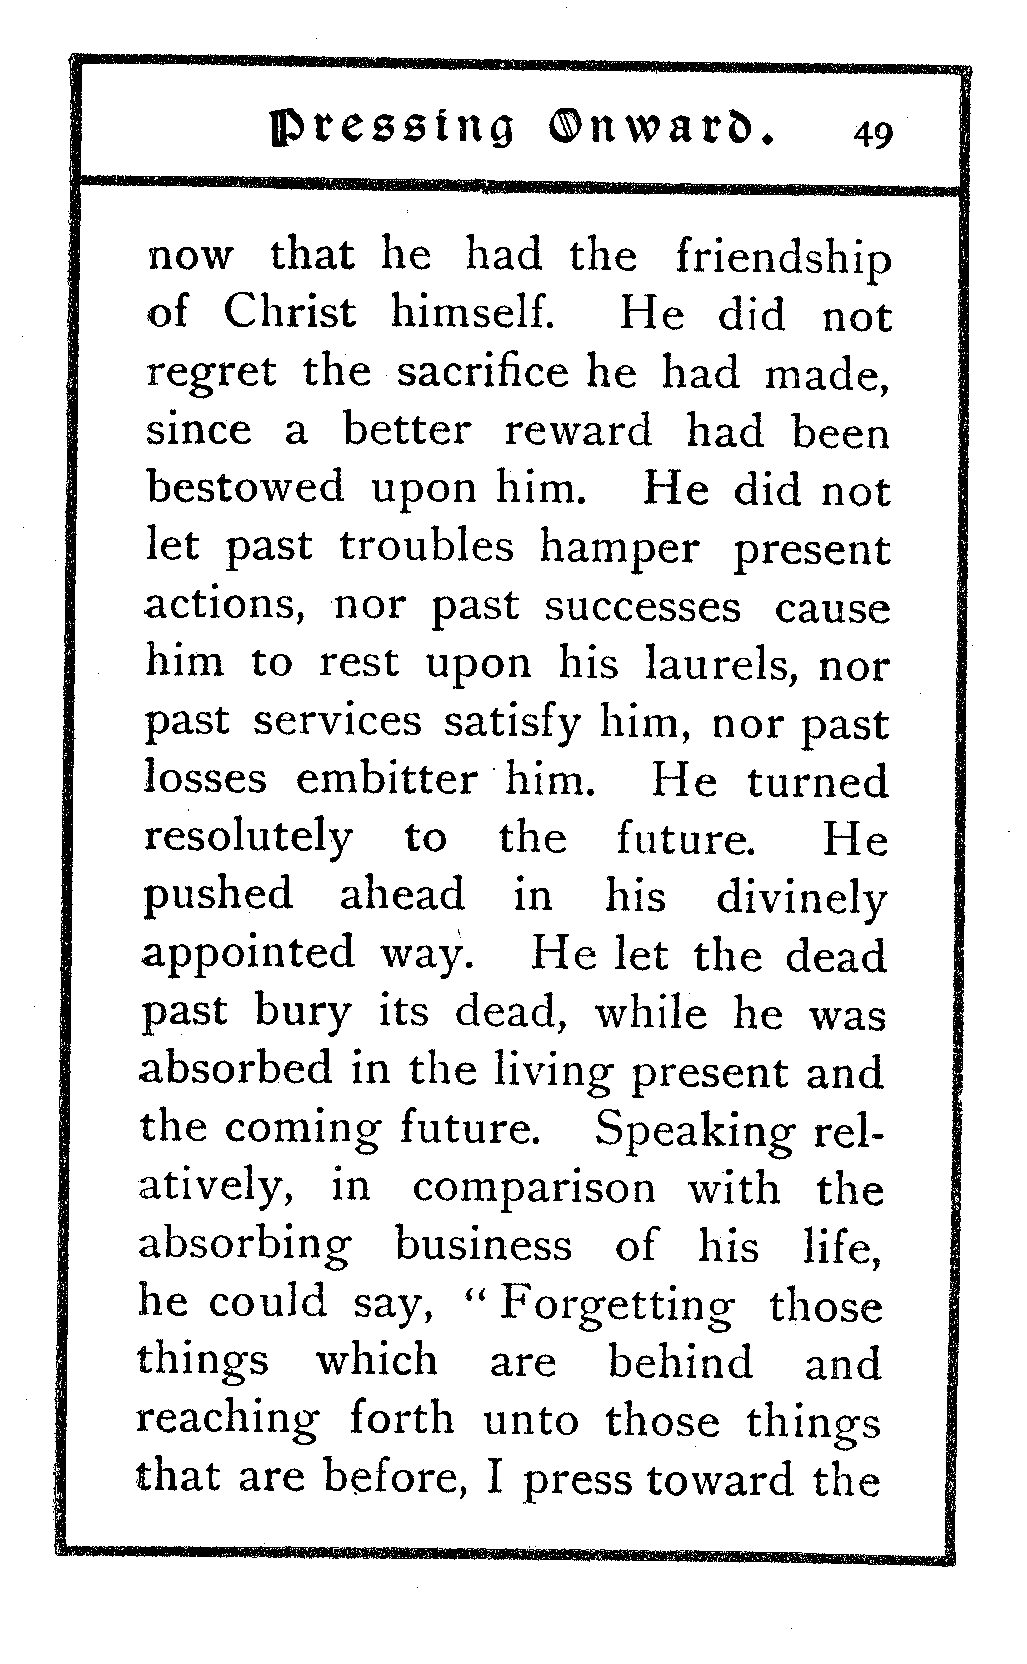 Pressing Onward. 49
now that he had the friendship
of Christ himself. He did not
regret the sacrifice he had made,
since a better reward had been
bestowed upon him. He did not
let past troubles hamper present
actions, nor past successes cause
him to rest upon his laurels, nor
past services satisfy him, nor past
losses embitter him. He turned
resolutely to the future. He
pushed ahead in his divinely
appointed way. He let the dead
past bury its dead, while he was
absorbed in the living present and
the coming future. Speaking rel-
atively, in comparison with the
absorbing business of his life,
he could say, “ Forgetting those
things which are behind and
reaching forth unto those things
that are before, I press toward the